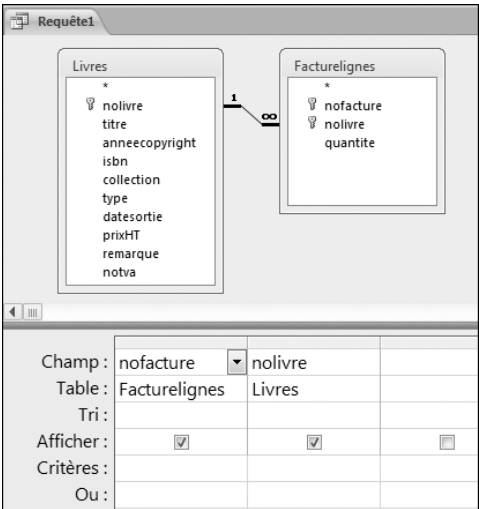 Requête1
Livres
*
nolivre
titre
anneecopyright
isbn
collection
type
datesortie
prixHT
remarque
notva
1
∞
Facturelignes
*
nofacture
nolivre
quantite
Champ : nofacture nolivre
Table : Facturelignes Livres
Tri :
Afficher :
Critères :
Ou :